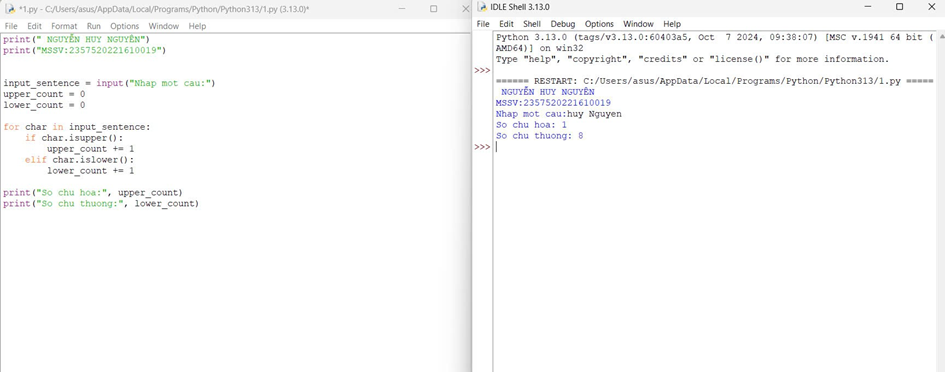 *1.py - C:/Users/asus/AppData/Local/Programs/Python/Python313/1.py (3.13.0)*
File Edit Format Run Options Window Help
print(" NGUYỄN HUY NGUYÊN")
print("MSSV:2357520221610019")
input_sentence = input("Nhap mot cau:")
upper_count = 0
lower_count = 0
for char in input_sentence:
    if char.isupper():
        upper_count += 1
    elif char.islower():
        lower_count += 1
print("So chu hoa:", upper_count)
print("So chu thuong:", lower_count)
IDLE Shell 3.13.0
File Edit Shell Debug Options Window Help
Python 3.13.0 (tags/v3.13.0:60403a5, Oct  7 2024, 09:38:07) [MSC v.1941 64 bit (
AMD64)] on win32
Type "help", "copyright", "credits" or "license()" for more information.
>>>
====== RESTART: C:/Users/asus/AppData/Local/Programs/Python/Python313/1.py =====
 NGUYỄN HUY NGUYÊN
MSSV:2357520221610019
Nhap mot cau:huy Nguyen
So chu hoa: 1
So chu thuong: 8
>>>